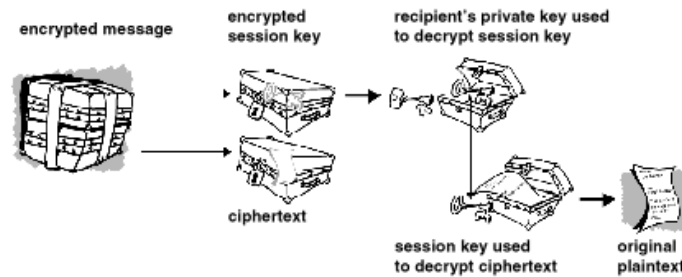 encrypted message
encrypted
session key
recipient's private key used
to decrypt session key
ciphertext
session key used
to decrypt ciphertext
original
plaintext